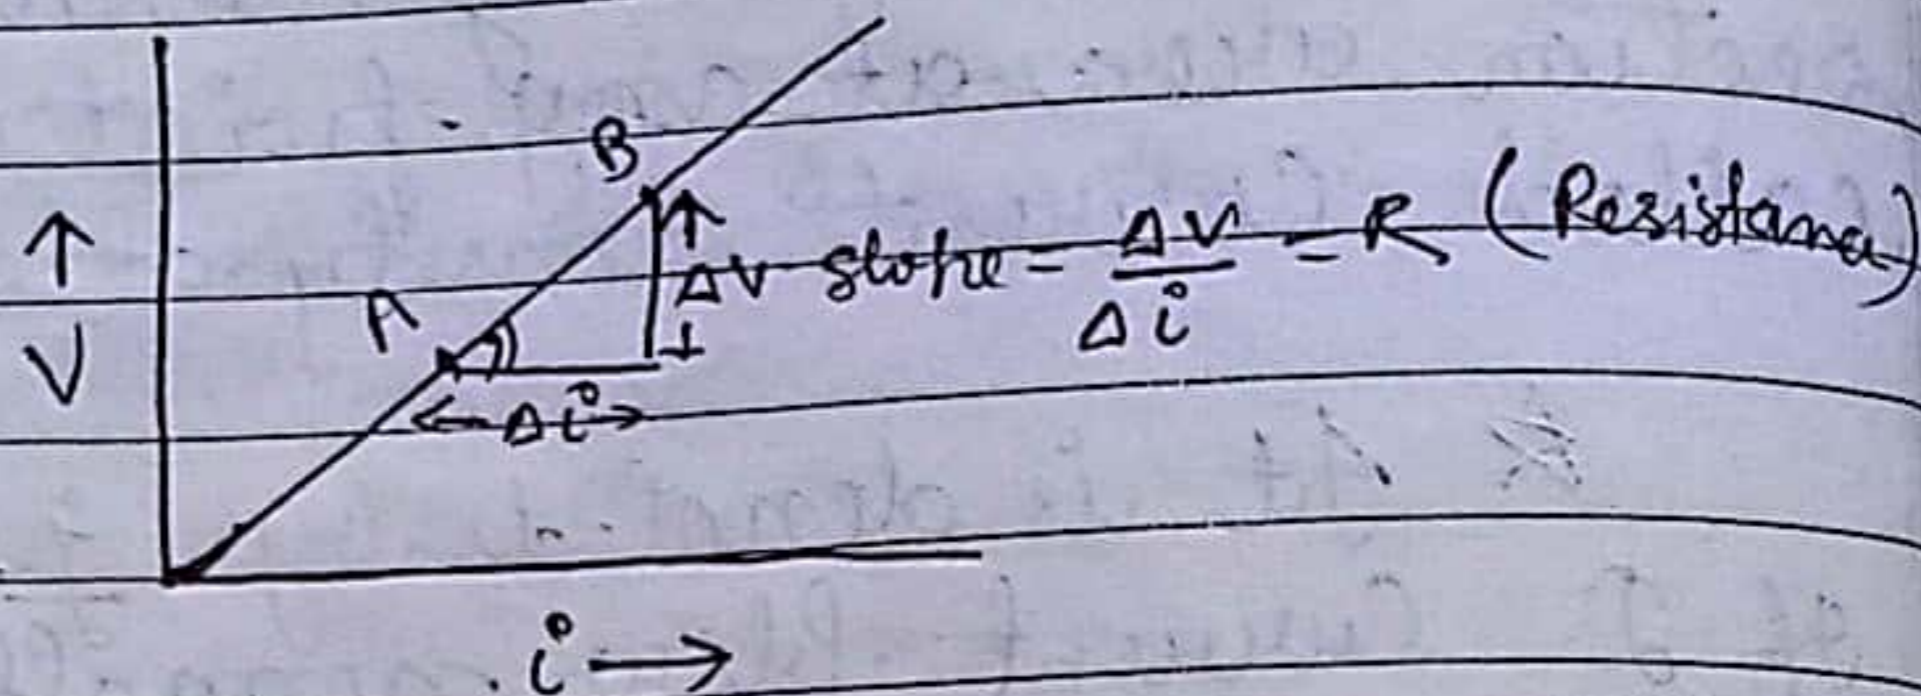 B
ΔV slope = ΔV/Δi = R (Resistance)
A
↑
V
←Δi→
i →